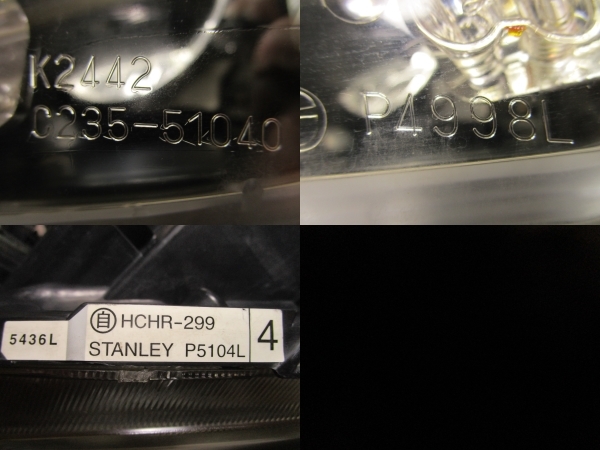 K2442
C235-51040
P4998L
5436L
自 HCHR-299
STANLEY P5104L
4